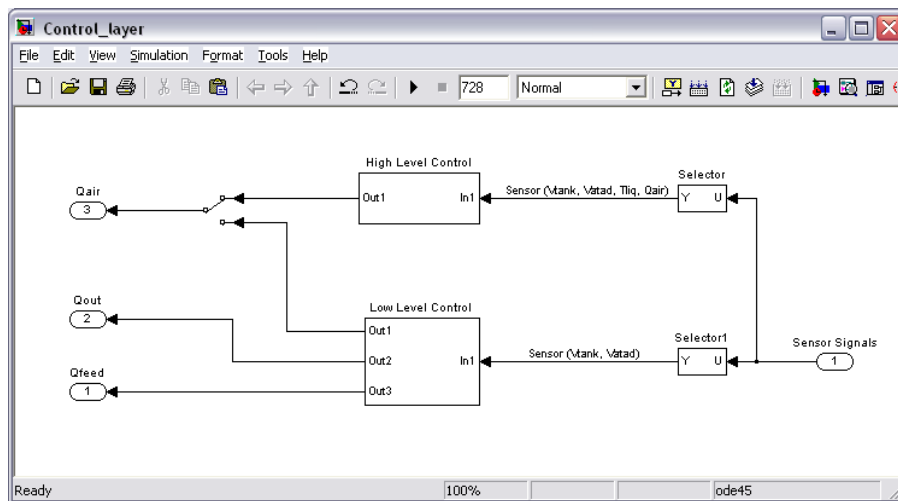 Control_layer
File Edit View Simulation Format Tools Help
728 Normal
High Level Control
Qair
3
Out1 In1
Sensor (Vtank, Vatad, Tliq, Qair)
Selector
Y U
Low Level Control
Qout
2
Qfeed
1
Out1
Out2 In1
Out3
Sensor (Vtank, Vatad)
Selector1
Y U
Sensor Signals
1
Ready 100% ode45